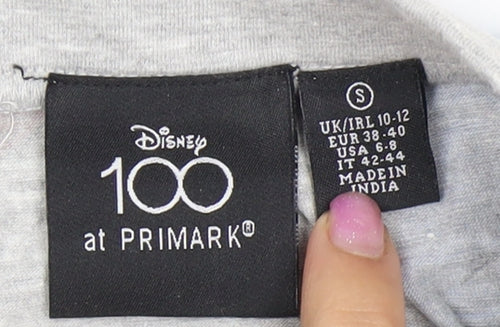 Disney
100
at PRIMARK®
S
UK/IRL 10-12
EUR 38-40
USA 6-8
IT 42-44
MADE IN
INDIA